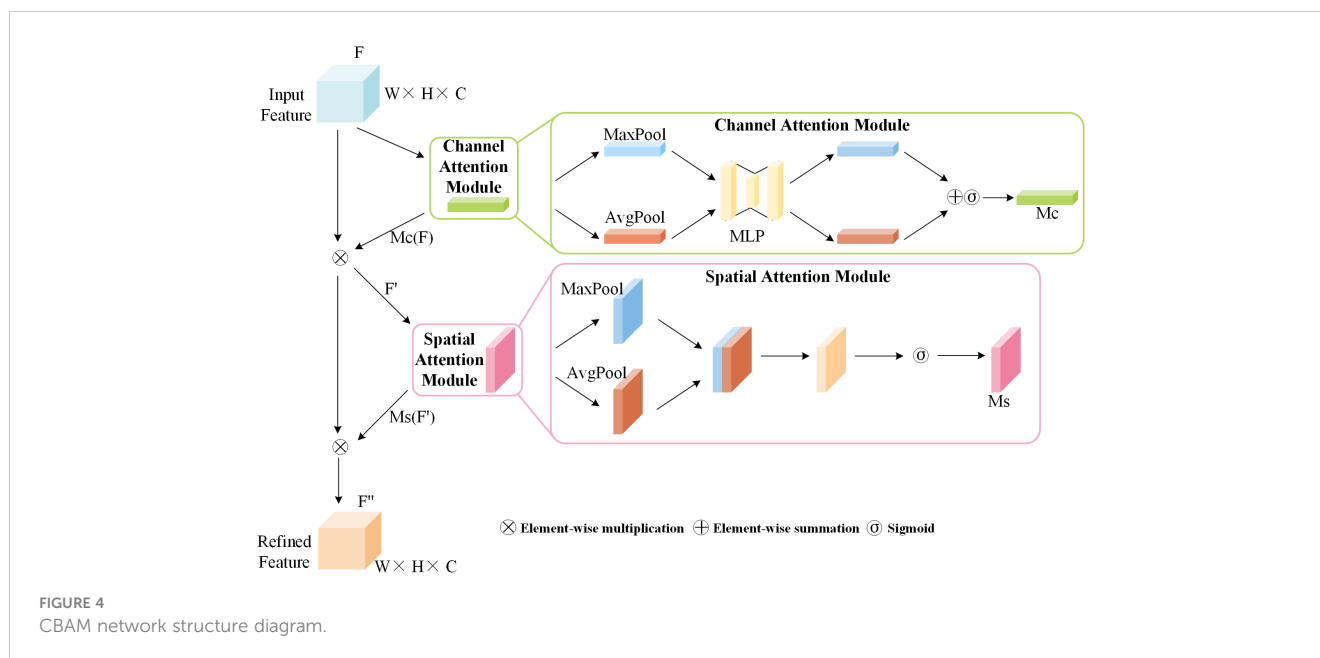 F
Input
Feature
W× H× C
Channel
Attention
Module
Channel Attention Module
MaxPool
AvgPool
MLP
+
σ
Mc
Mc(F)
×
F'
Spatial
Attention
Module
Spatial Attention Module
MaxPool
AvgPool
σ
Ms
Ms(F')
×
F''
Refined
Feature
W× H× C
× Element-wise multiplication + Element-wise summation σ Sigmoid
FIGURE 4
CBAM network structure diagram.